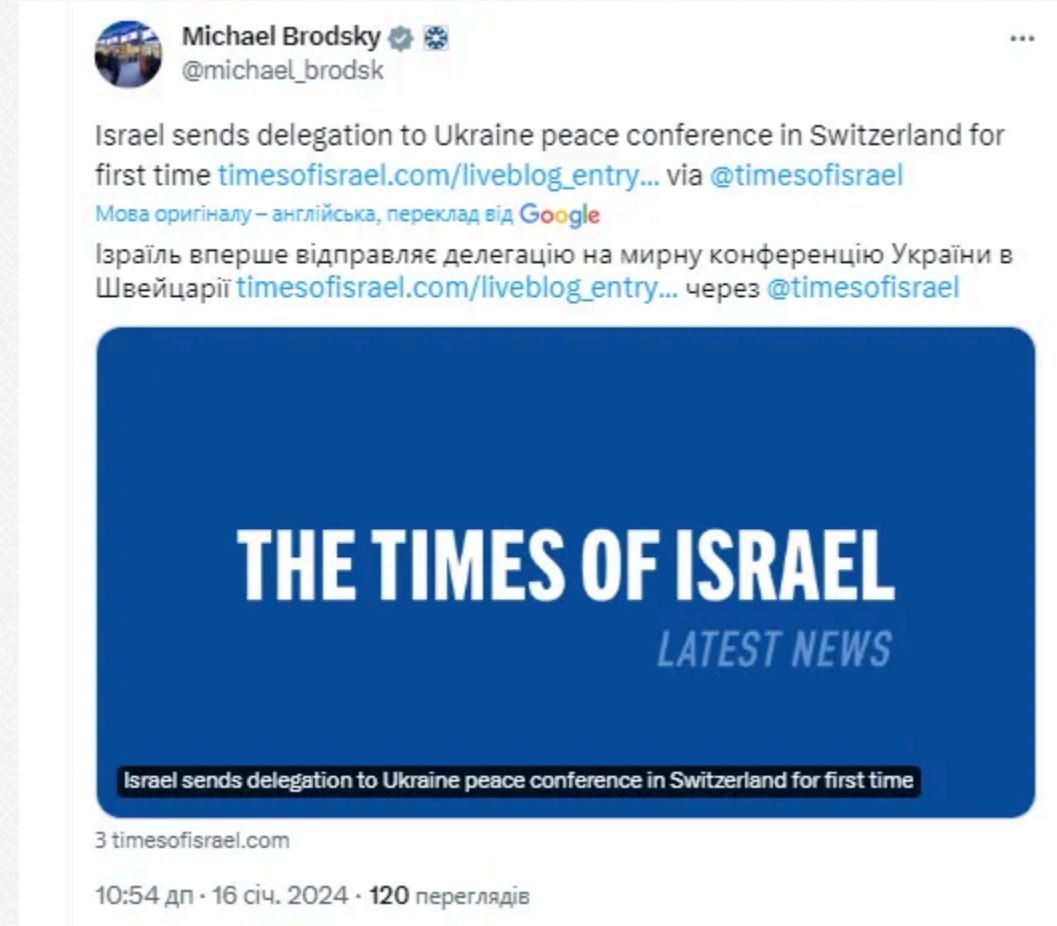 Michael Brodsky
@michael_brodsk
Israel sends delegation to Ukraine peace conference in Switzerland for
first time timesofisrael.com/liveblog_entry... via @timesofisrael
Мова оригіналу – англійська, переклад від Google
Ізраїль вперше відправляє делегацію на мирну конференцію України в
Швейцарії timesofisrael.com/liveblog_entry... через @timesofisrael
THE TIMES OF ISRAEL
LATEST NEWS
Israel sends delegation to Ukraine peace conference in Switzerland for first time
З timesofisrael.com
10:54 дп · 16 січ. 2024 · 120 переглядів